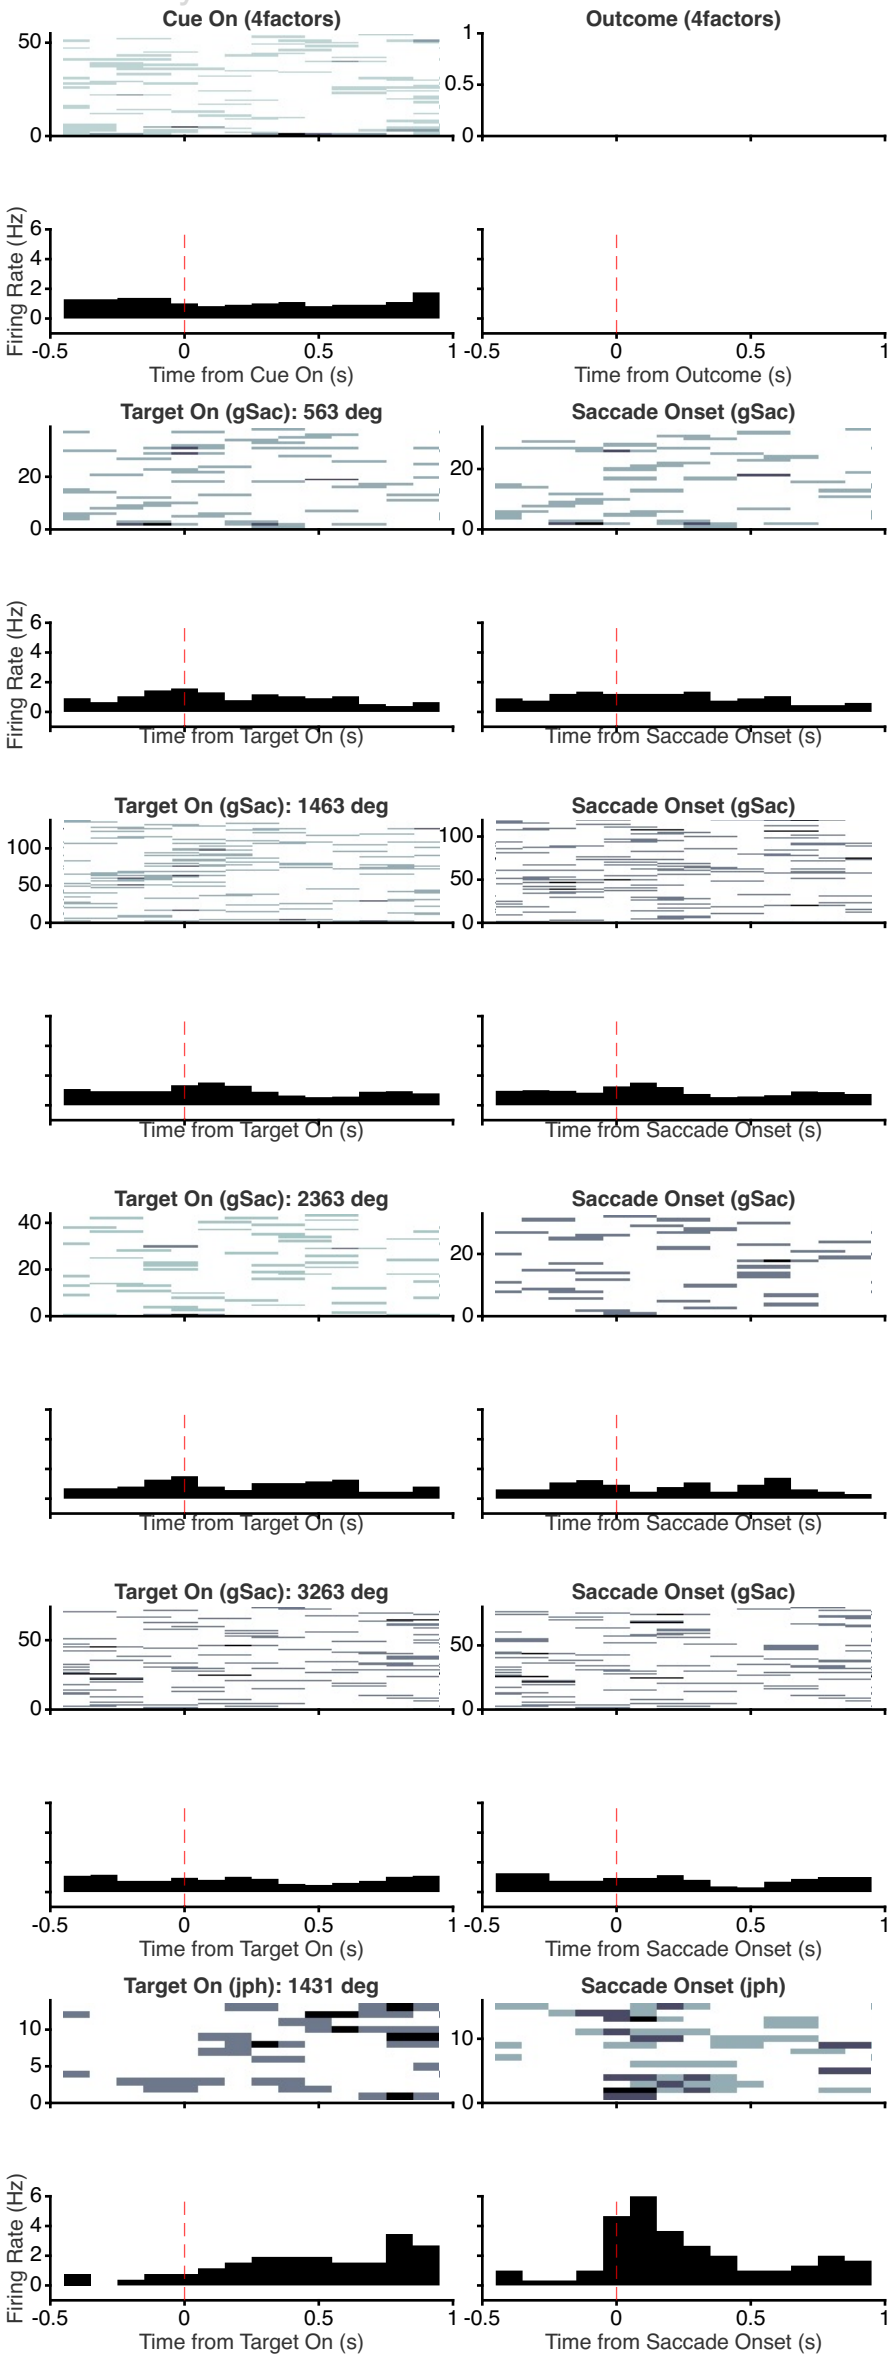 Cue On (4factors) Outcome (4factors)
50 1
0.5
0 0
Firing Rate (Hz)
6
4
2
0
-0.5 0 0.5 1 -0.5 0 0.5 1
Time from Cue On (s) Time from Outcome (s)
Target On (gSac): 563 deg Saccade Onset (gSac)
20 20
0 0
Firing Rate (Hz)
6
4
2
0
Time from Target On (s) Time from Saccade Onset (s)
Target On (gSac): 1463 deg Saccade Onset (gSac)
100 100
50 50
0 0
Time from Target On (s) Time from Saccade Onset (s)
Target On (gSac): 2363 deg Saccade Onset (gSac)
40
20 20
0 0
Time from Target On (s) Time from Saccade Onset (s)
Target On (gSac): 3263 deg Saccade Onset (gSac)
50 50
0 0
-0.5 0 0.5 1 -0.5 0 0.5 1
Time from Target On (s) Time from Saccade Onset (s)
Target On (jph): 1431 deg Saccade Onset (jph)
10 10
5
0 0
Firing Rate (Hz)
6
4
2
0
-0.5 0 0.5 1 -0.5 0 0.5 1
Time from Target On (s) Time from Saccade Onset (s)